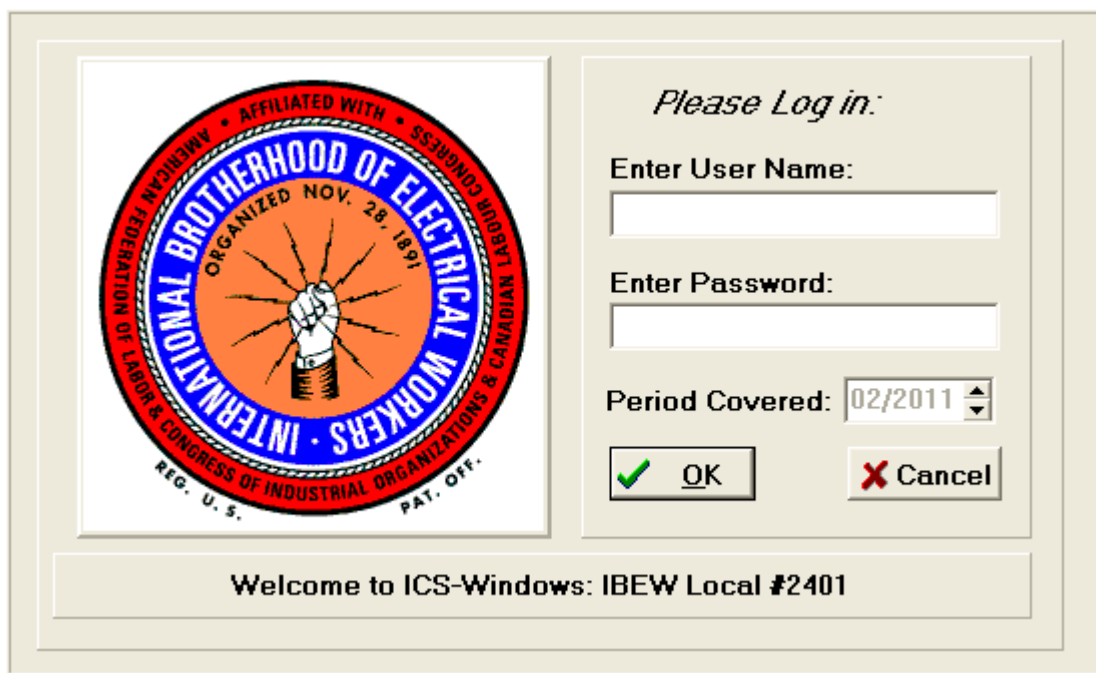 AMERICAN FEDERATION OF LABOR & CONGRESS OF INDUSTRIAL ORGANIZATIONS & CANADIAN LABOUR CONGRESS • AFFILIATED WITH •
INTERNATIONAL BROTHERHOOD OF ELECTRICAL WORKERS ·
ORGANIZED NOV. 28, 1891
REG. U. S. PAT. OFF.
Please Log in:
Enter User Name:
Enter Password:
Period Covered: 02/2011
OK Cancel
Welcome to ICS-Windows: IBEW Local #2401